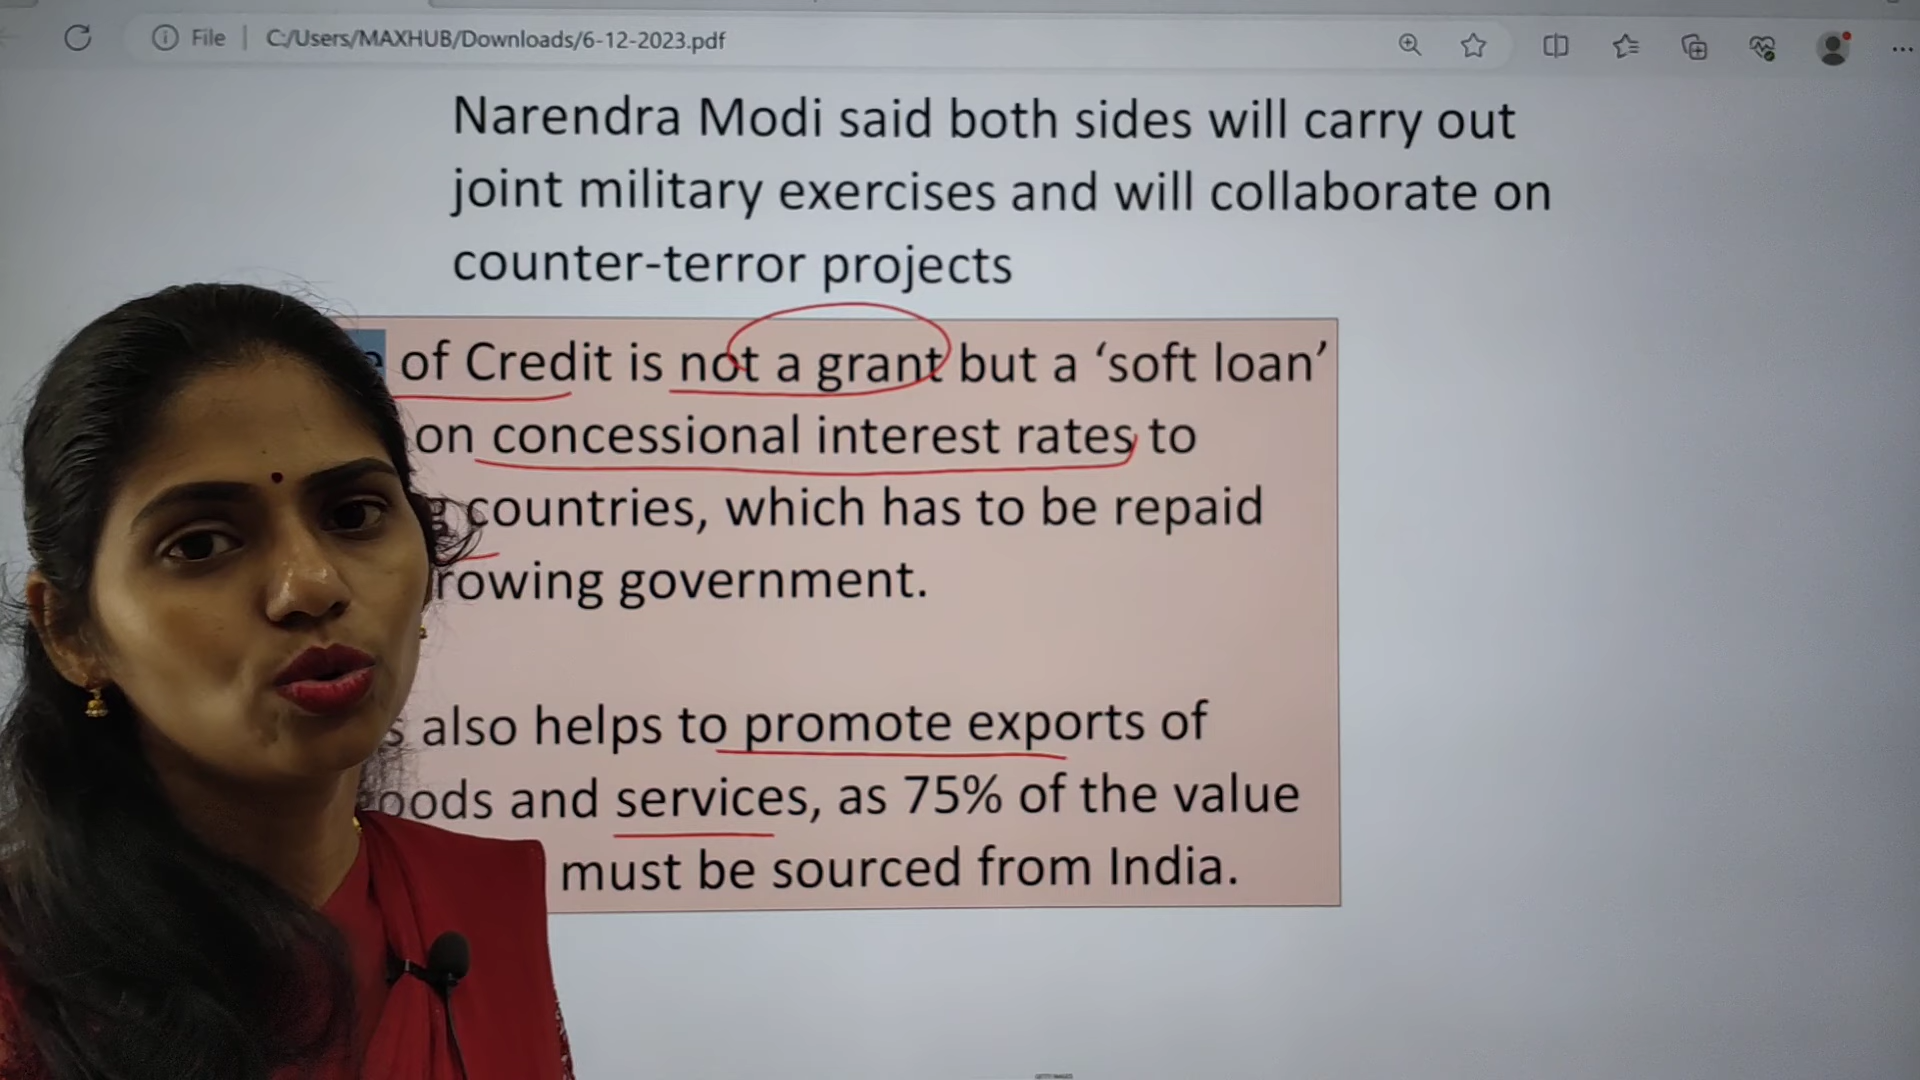 File | C:/Users/MAXHUB/Downloads/6-12-2023.pdf
Narendra Modi said both sides will carry out
joint military exercises and will collaborate on
counter-terror projects
of Credit is not a grant but a ‘soft loan’
on concessional interest rates to
countries, which has to be repaid
rowing government.
also helps to promote exports of
oods and services, as 75% of the value
must be sourced from India.